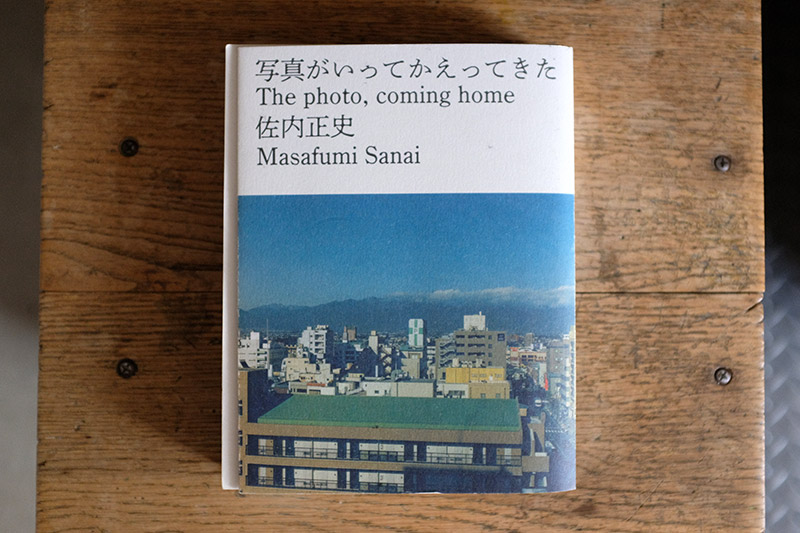 写真がいってかえってきた
The photo, coming home
佐内正史
Masafumi Sanai